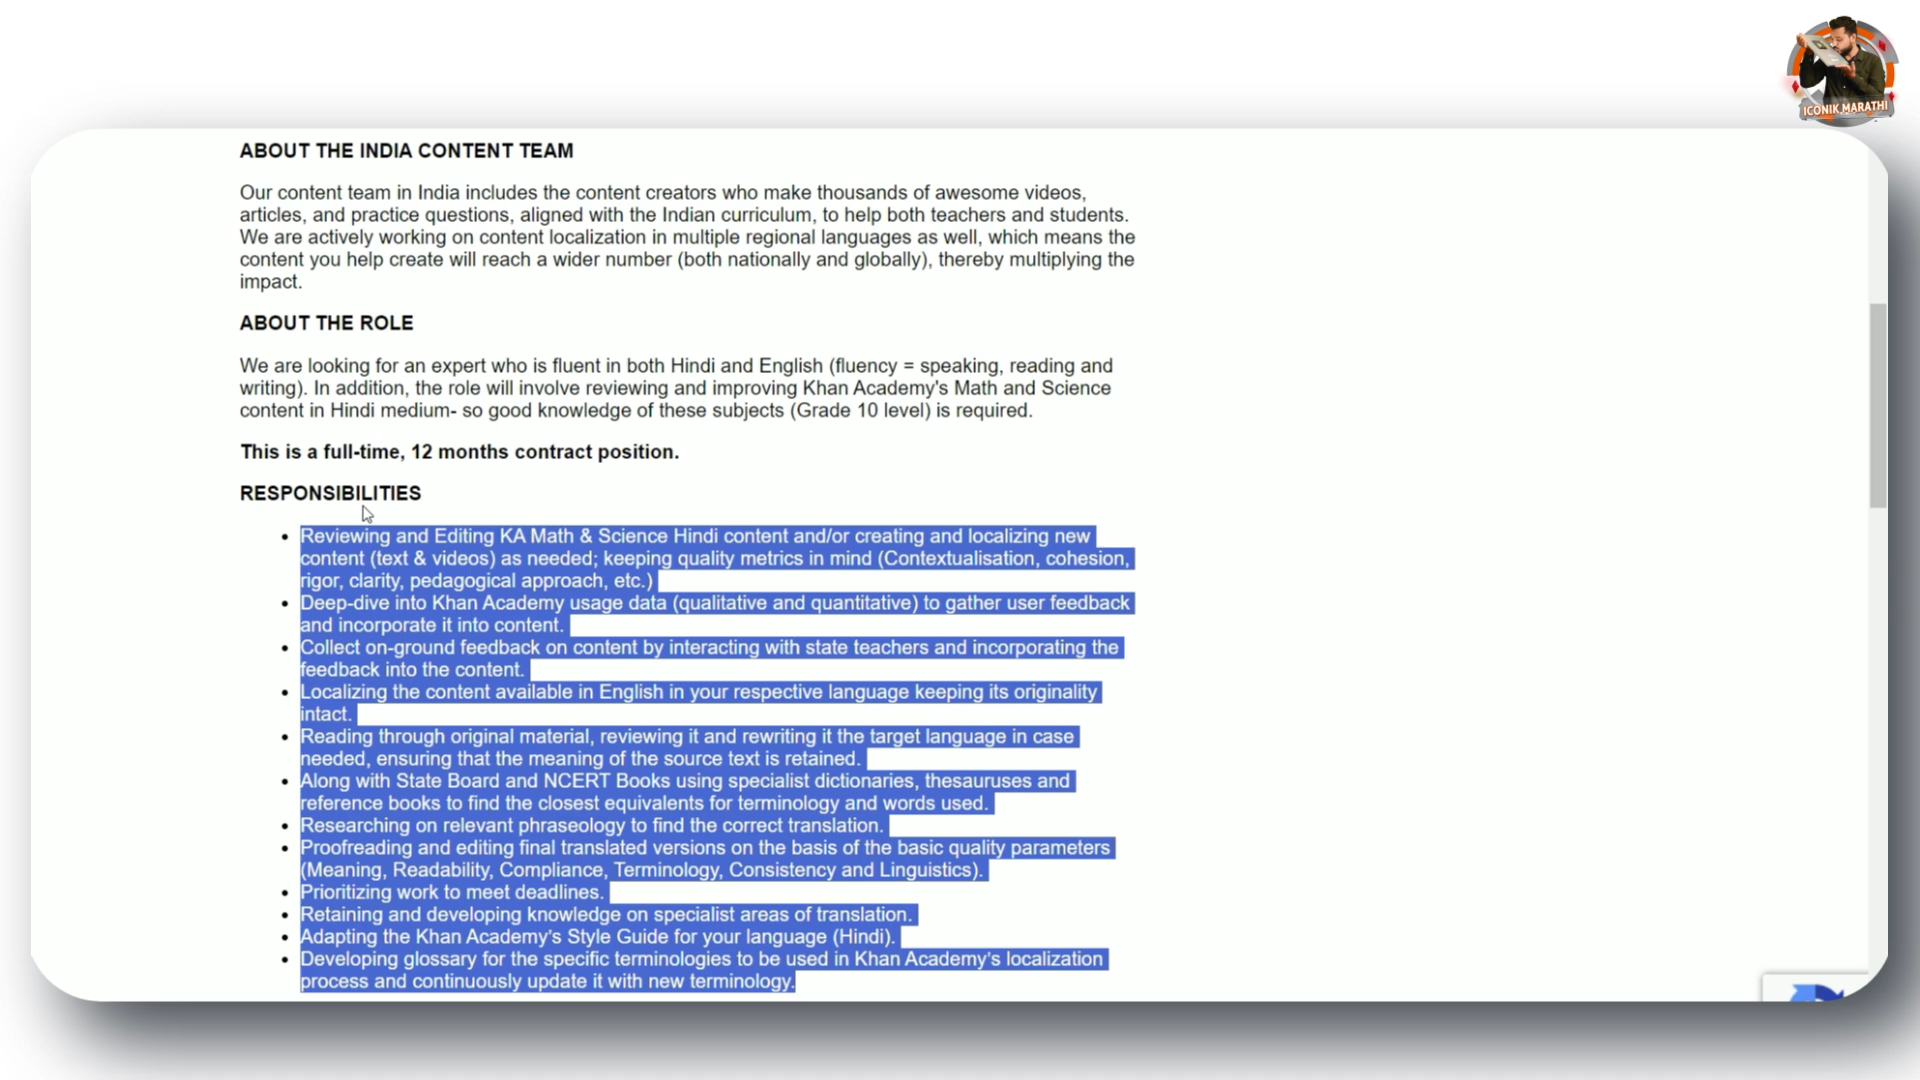 ICONIK MARATHI
ABOUT THE INDIA CONTENT TEAM
Our content team in India includes the content creators who make thousands of awesome videos,
articles, and practice questions, aligned with the Indian curriculum, to help both teachers and students.
We are actively working on content localization in multiple regional languages as well, which means the
content you help create will reach a wider number (both nationally and globally), thereby multiplying the
impact.
ABOUT THE ROLE
We are looking for an expert who is fluent in both Hindi and English (fluency = speaking, reading and
writing). In addition, the role will involve reviewing and improving Khan Academy's Math and Science
content in Hindi medium- so good knowledge of these subjects (Grade 10 level) is required.
This is a full-time, 12 months contract position.
RESPONSIBILITIES
• Reviewing and Editing KA Math & Science Hindi content and/or creating and localizing new
content (text & videos) as needed; keeping quality metrics in mind (Contextualisation, cohesion,
rigor, clarity, pedagogical approach, etc.)
• Deep-dive into Khan Academy usage data (qualitative and quantitative) to gather user feedback
and incorporate it into content.
• Collect on-ground feedback on content by interacting with state teachers and incorporating the
feedback into the content.
• Localizing the content available in English in your respective language keeping its originality
intact.
• Reading through original material, reviewing it and rewriting it the target language in case
needed, ensuring that the meaning of the source text is retained.
• Along with State Board and NCERT Books using specialist dictionaries, thesauruses and
reference books to find the closest equivalents for terminology and words used.
• Researching on relevant phraseology to find the correct translation.
• Proofreading and editing final translated versions on the basis of the basic quality parameters
(Meaning, Readability, Compliance, Terminology, Consistency and Linguistics).
• Prioritizing work to meet deadlines.
• Retaining and developing knowledge on specialist areas of translation.
• Adapting the Khan Academy's Style Guide for your language (Hindi).
• Developing glossary for the specific terminologies to be used in Khan Academy's localization
process and continuously update it with new terminology.